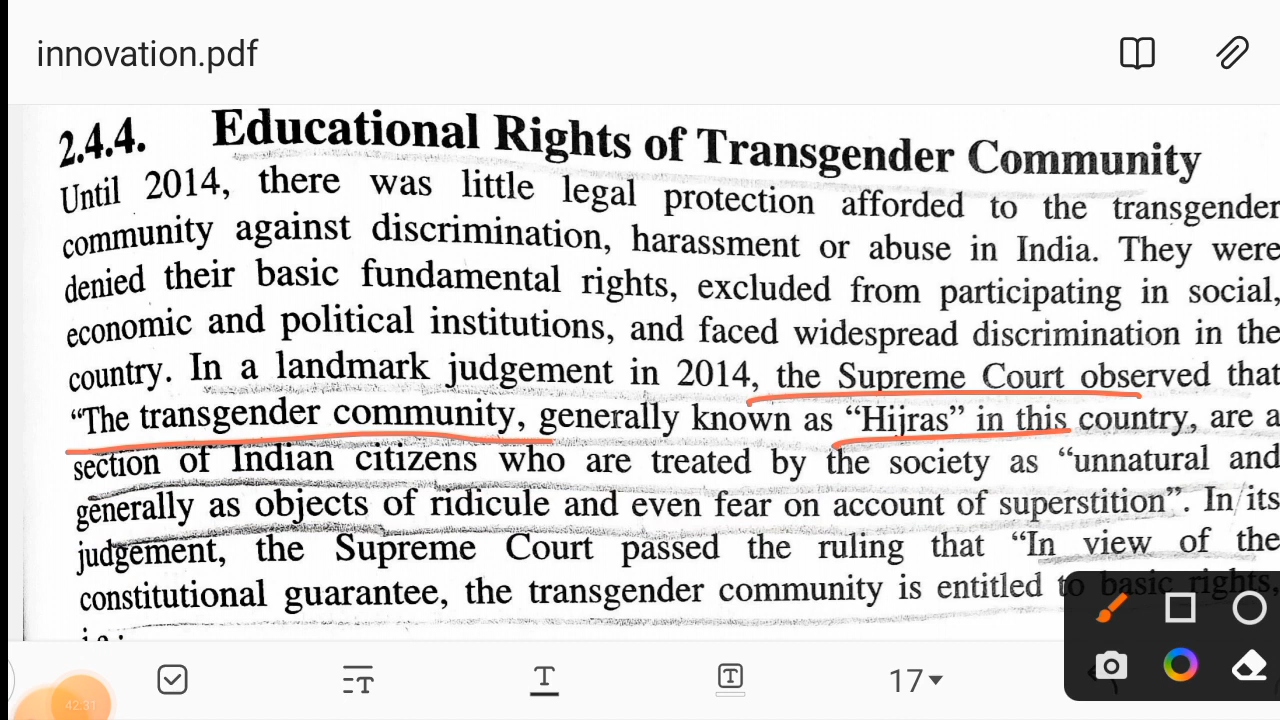 innovation.pdf
2.4.4. Educational Rights of Transgender Community
Until 2014, there was little legal protection afforded to the transgender
community against discrimination, harassment or abuse in India. They were
denied their basic fundamental rights, excluded from participating in social,
economic and political institutions, and faced widespread discrimination in the
country. In a landmark judgement in 2014, the Supreme Court observed that
“The transgender community, generally known as “Hijras” in this country, are a
section of Indian citizens who are treated by the society as “unnatural and
generally as objects of ridicule and even fear on account of superstition”. In its
judgement, the Supreme Court passed the ruling that “In view of the
constitutional guarantee, the transgender community is entitled to basic rights,
17
42:31